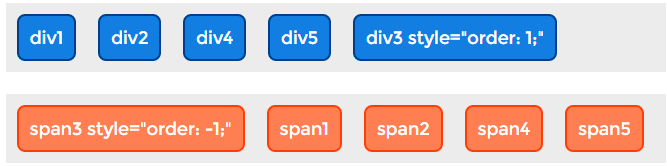 div1 div2 div4 div5 div3 style="order: 1;"
span3 style="order: -1;" span1 span2 span4 span5